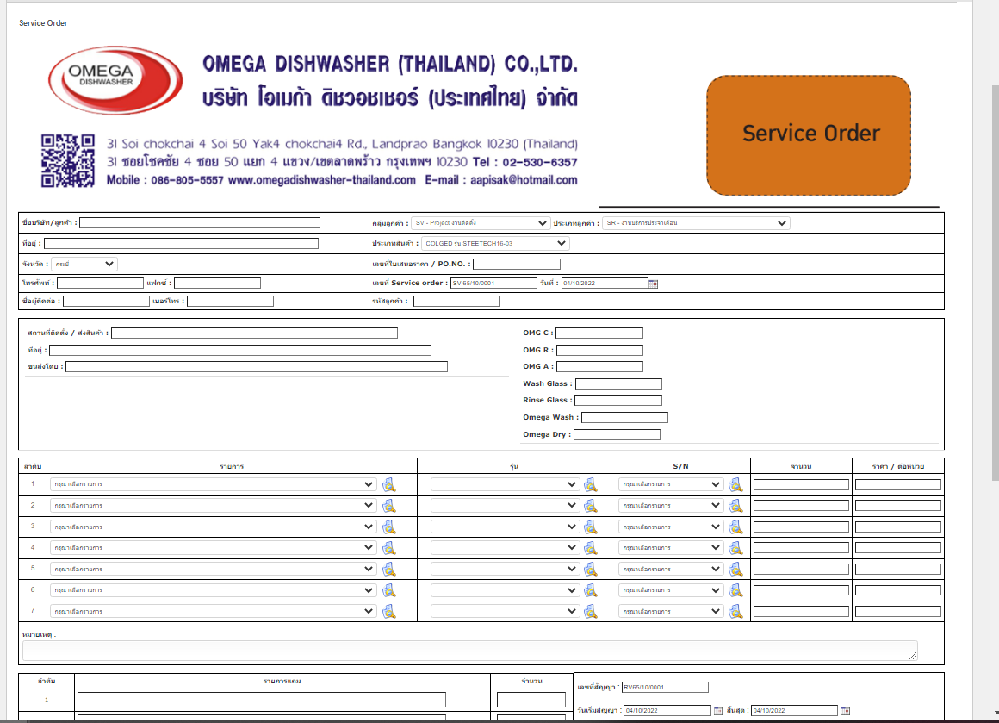 Service Order
OMEGA
DISHWASHER
OMEGA DISHWASHER (THAILAND) CO.,LTD.
บริษัท โอเมก้า ดิชวอชเชอร์ (ประเทศไทย) จำกัด
31 Soi chokchai 4 Soi 50 Yak4 chokchai4 Rd., Landprao Bangkok 10230 (Thailand)
31 ซอยโชคชัย 4 ซอย 50 แยก 4 แขวง/เขตลาดพร้าว กรุงเทพฯ 10230 Tel : 02-530-6357
Mobile : 086-805-5557 www.omegadishwasher-thailand.com E-mail : aapisak@hotmail.com
Service Order
ชื่อบริษัท/ลูกค้า : กลุ่มลูกค้า : SV - Project งานติดตั้ง ประเภทลูกค้า : SR - งานบริการประจำเดือน
ที่อยู่ : ประเภทสินค้า : COLGED รุ่น STEETECH16-03
จังหวัด : กระบี่ เลขที่ใบเสนอราคา / PO.NO. :
โทรศัพท์ : แฟกซ์ : เลขที่ Service order : SV 65/10/0001 วันที่ : 04/10/2022
ชื่อผู้ติดต่อ : เบอร์โทร : รหัสลูกค้า :
สถานที่ติดตั้ง / ส่งสินค้า : OMG C :
ที่อยู่ : OMG R :
ขนส่งโดย : OMG A :
Wash Glass :
Rinse Glass :
Omega Wash :
Omega Dry :
ลำดับ รายการ รุ่น S/N จำนวน ราคา / ต่อหน่วย
1 กรุณาเลือกรายการ กรุณาเลือกรายการ
2 กรุณาเลือกรายการ กรุณาเลือกรายการ
3 กรุณาเลือกรายการ กรุณาเลือกรายการ
4 กรุณาเลือกรายการ กรุณาเลือกรายการ
5 กรุณาเลือกรายการ กรุณาเลือกรายการ
6 กรุณาเลือกรายการ กรุณาเลือกรายการ
7 กรุณาเลือกรายการ กรุณาเลือกรายการ
หมายเหตุ :
ลำดับ รายการแถม จำนวน
เลขที่สัญญา : RV65/10/0001
1
วันเริ่มสัญญา : 04/10/2022 สิ้นสุด : 04/10/2022